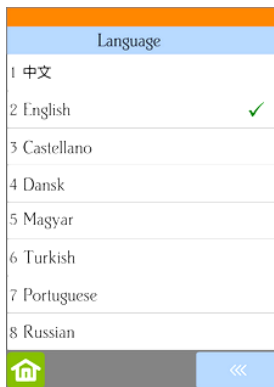 Language
1 中文
2 English
3 Castellano
4 Dansk
5 Magyar
6 Turkish
7 Portuguese
8 Russian